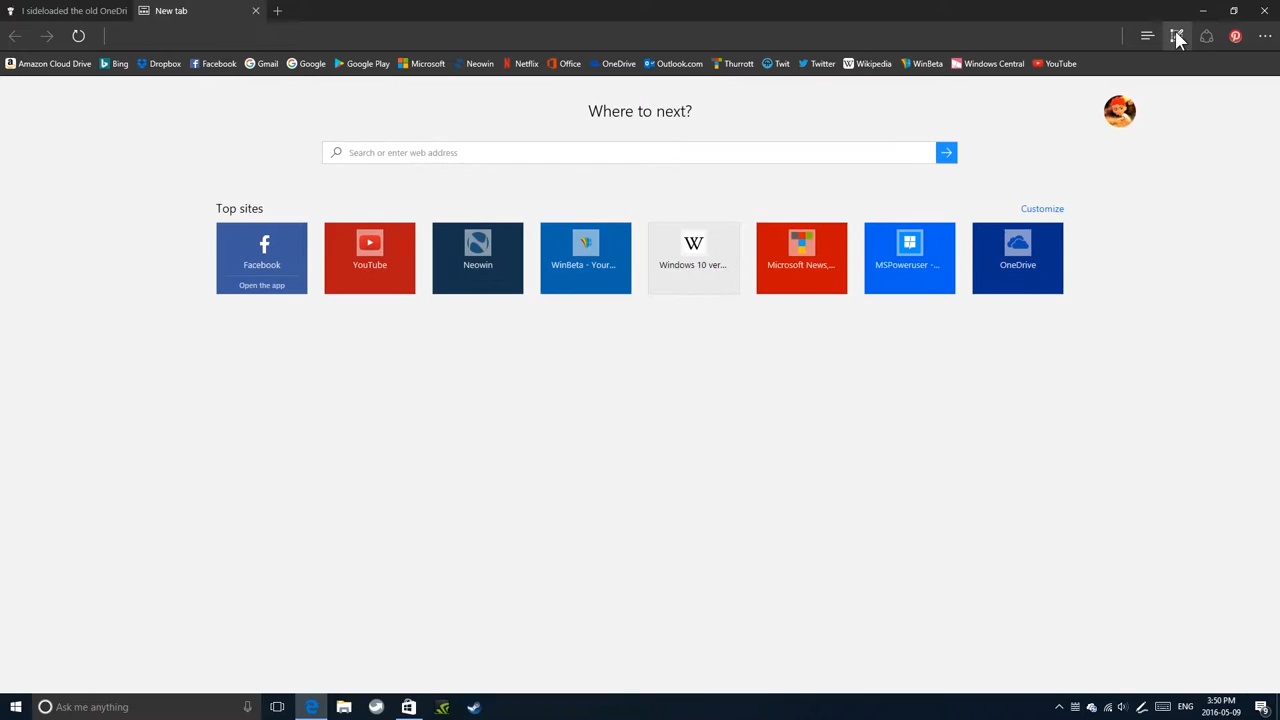 I sideloaded the old OneDri
New tab
Amazon Cloud Drive
Bing
Dropbox
Facebook
Gmail
Google
Google Play
Microsoft
Neowin
Netflix
Office
OneDrive
Outlook.com
Thurrott
Twit
Twitter
Wikipedia
WinBeta
Windows Central
YouTube
Where to next?
Search or enter web address
Top sites
Customize
Facebook
Open the app
YouTube
Neowin
WinBeta - Your...
W
Windows 10 ver...
Microsoft News,...
MSPoweruser -...
OneDrive
Ask me anything
ENG
3:50 PM
2016-05-09